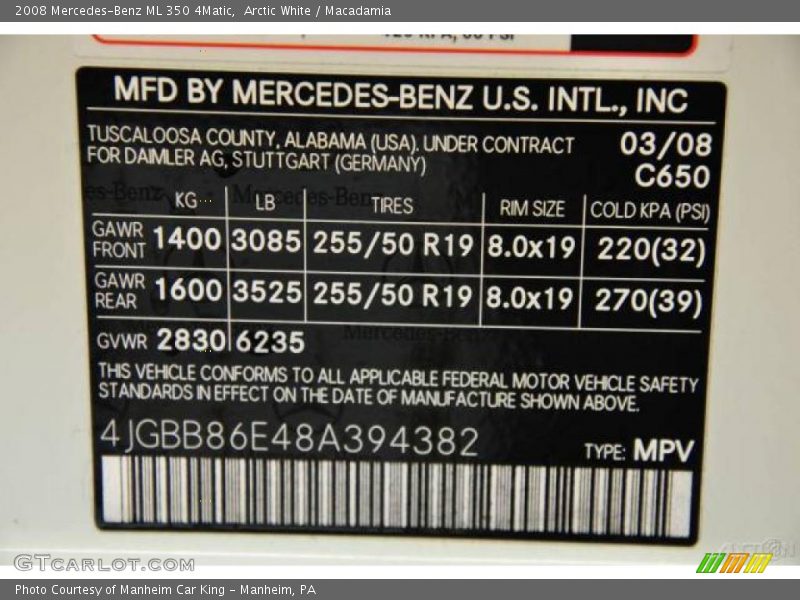 2008 Mercedes-Benz ML 350 4Matic,  Arctic White / Macadamia
MFD BY MERCEDES-BENZ U.S. INTL., INC
TUSCALOOSA COUNTY, ALABAMA (USA). UNDER CONTRACT
FOR DAIMLER AG, STUTTGART (GERMANY)
03/08
C650
KG LB TIRES RIM SIZE COLD KPA (PSI)
GAWR FRONT 1400 3085 255/50 R19 8.0x19 220(32)
GAWR REAR 1600 3525 255/50 R19 8.0x19 270(39)
GVWR 2830 6235
THIS VEHICLE CONFORMS TO ALL APPLICABLE FEDERAL MOTOR VEHICLE SAFETY
STANDARDS IN EFFECT ON THE DATE OF MANUFACTURE SHOWN ABOVE.
4JGBB86E48A394382
TYPE: MPV
GTCARLOT.COM
Photo Courtesy of Manheim Car King - Manheim, PA